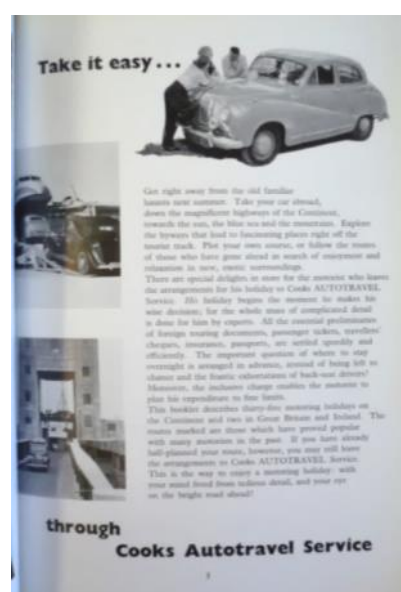 Take it easy...
Get right away from the old familiar
haunts next summer. Take your car abroad,
down the magnificent highways of the Continent,
towards the sun, the blue sea and the mountains. Explore
the byways that lead to fascinating places right off the
tourist track. Plot your own course, or follow the routes
of those who have gone ahead in search of enjoyment and
relaxation in new, exotic surroundings.
There are special delights in store for the motorist who leaves
the arrangements for his holiday to Cooks AUTOTRAVEL
Service. His holiday begins the moment he makes his
wise decision; for the whole mass of complicated detail
is done for him by experts. All the essential preliminaries
of foreign touring documents, passenger tickets, travellers'
cheques, insurance, passports, are settled speedily and
efficiently. The important question of where to stay
overnight is arranged in advance, instead of being left to
chance and the frantic exhortations of back-seat drivers!
Moreover, the inclusive charge enables the motorist to
plan his expenditure to fine limits.
This booklet describes thirty-five motoring holidays on
the Continent and two in Great Britain and Ireland. The
routes marked are those which have proved popular
with many motorists in the past. If you have already
half-planned your route, however, you may still leave
the arrangements to Cooks AUTOTRAVEL Service.
This is the way to enjoy a motoring holiday with
your mind freed from tedious detail, and your eye
on the bright road ahead!
through
Cooks Autotravel Service